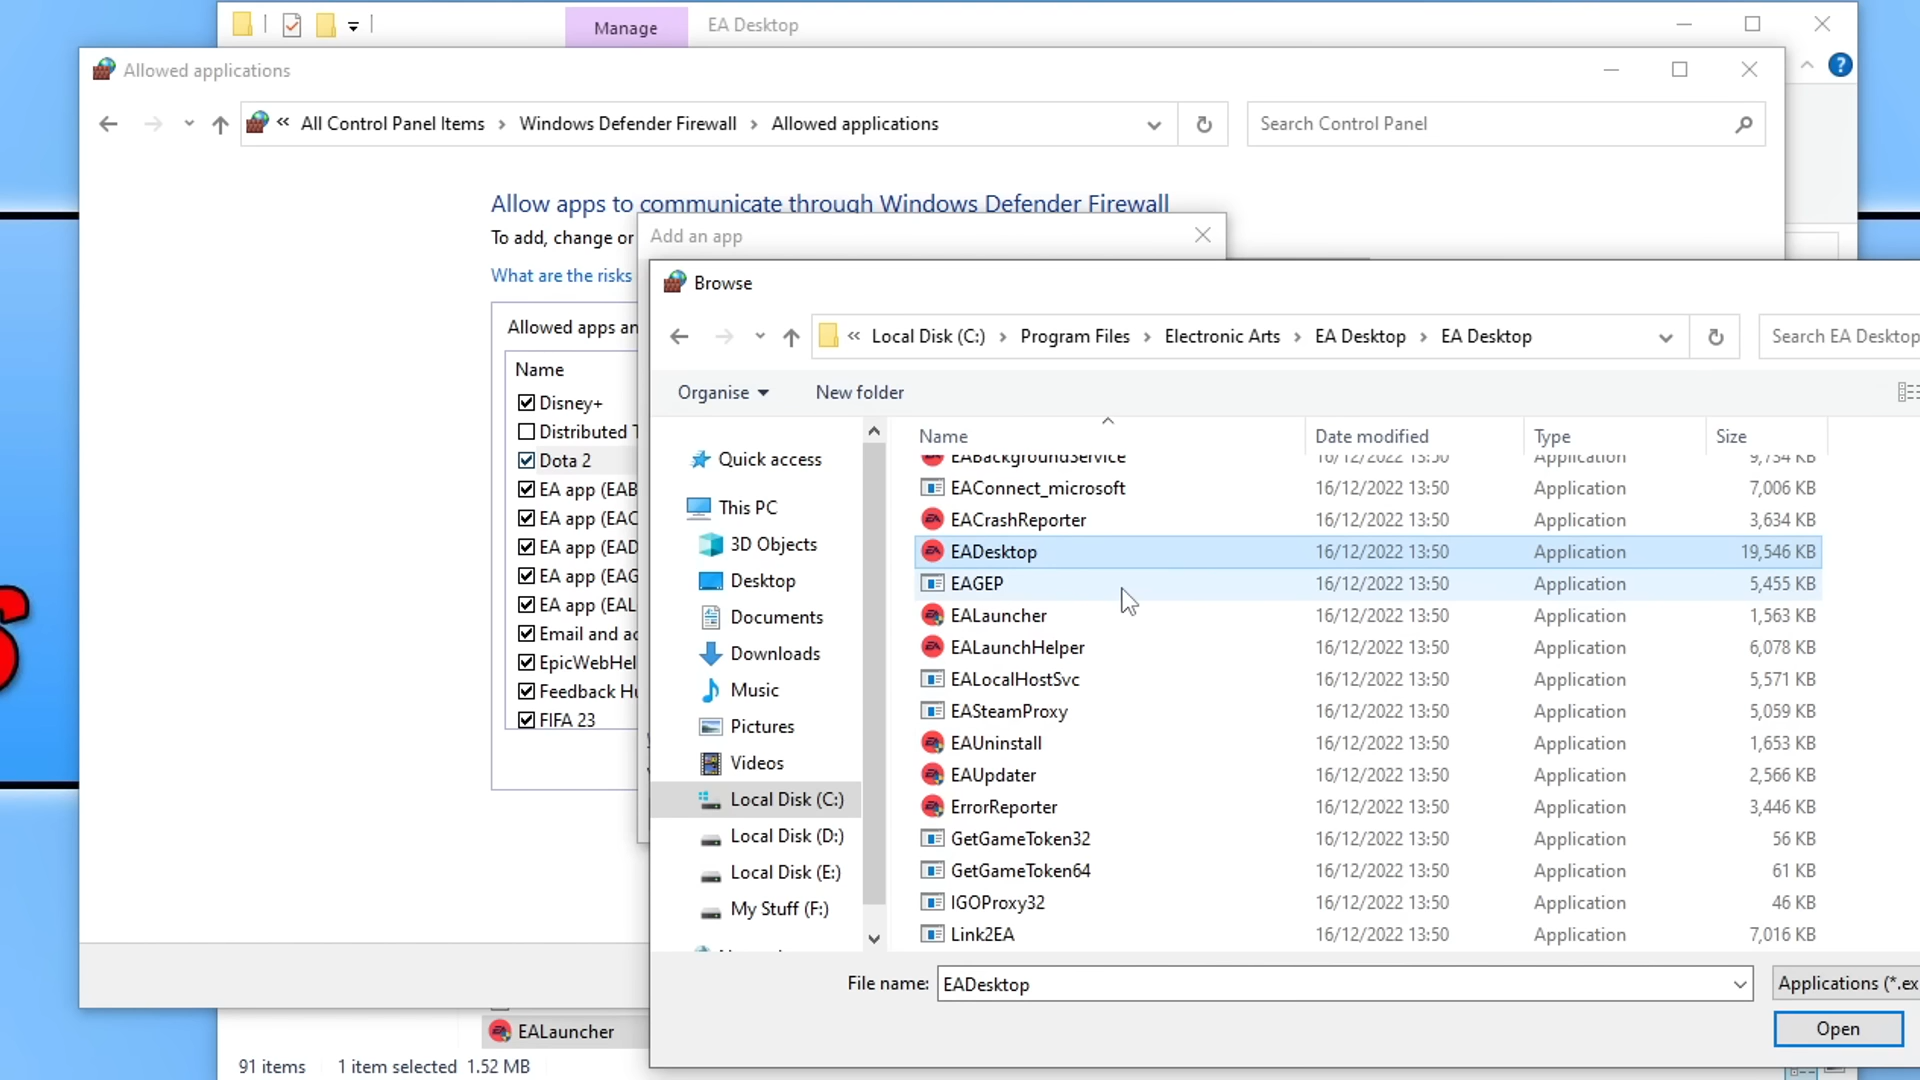 Manage EA Desktop
Allowed applications
« All Control Panel Items › Windows Defender Firewall › Allowed applications
Search Control Panel
Allow apps to communicate through Windows Defender Firewall
To add, change or
What are the risks
Allowed apps an
Name
Disney+
Distributed T
Dota 2
EA app (EAB
EA app (EAC
EA app (EAD
EA app (EAG
EA app (EAL
Email and ac
EpicWebHel
Feedback Hu
FIFA 23
Add an app
Browse
« Local Disk (C:) › Program Files › Electronic Arts › EA Desktop › EA Desktop
Search EA Desktop
Organise New folder
Quick access
This PC
3D Objects
Desktop
Documents
Downloads
Music
Pictures
Videos
Local Disk (C:)
Local Disk (D:)
Local Disk (E:)
My Stuff (F:)
Name Date modified Type Size
EABackgroundService 16/12/2022 13:50 Application 9,734 KB
EAConnect_microsoft 16/12/2022 13:50 Application 7,006 KB
EACrashReporter 16/12/2022 13:50 Application 3,634 KB
EADesktop 16/12/2022 13:50 Application 19,546 KB
EAGEP 16/12/2022 13:50 Application 5,455 KB
EALauncher 16/12/2022 13:50 Application 1,563 KB
EALaunchHelper 16/12/2022 13:50 Application 6,078 KB
EALocalHostSvc 16/12/2022 13:50 Application 5,571 KB
EASteamProxy 16/12/2022 13:50 Application 5,059 KB
EAUninstall 16/12/2022 13:50 Application 1,653 KB
EAUpdater 16/12/2022 13:50 Application 2,566 KB
ErrorReporter 16/12/2022 13:50 Application 3,446 KB
GetGameToken32 16/12/2022 13:50 Application 56 KB
GetGameToken64 16/12/2022 13:50 Application 61 KB
IGOProxy32 16/12/2022 13:50 Application 46 KB
Link2EA 16/12/2022 13:50 Application 7,016 KB
File name: EADesktop
Applications (*.ex
Open
EALauncher
91 items 1 item selected 1.52 MB